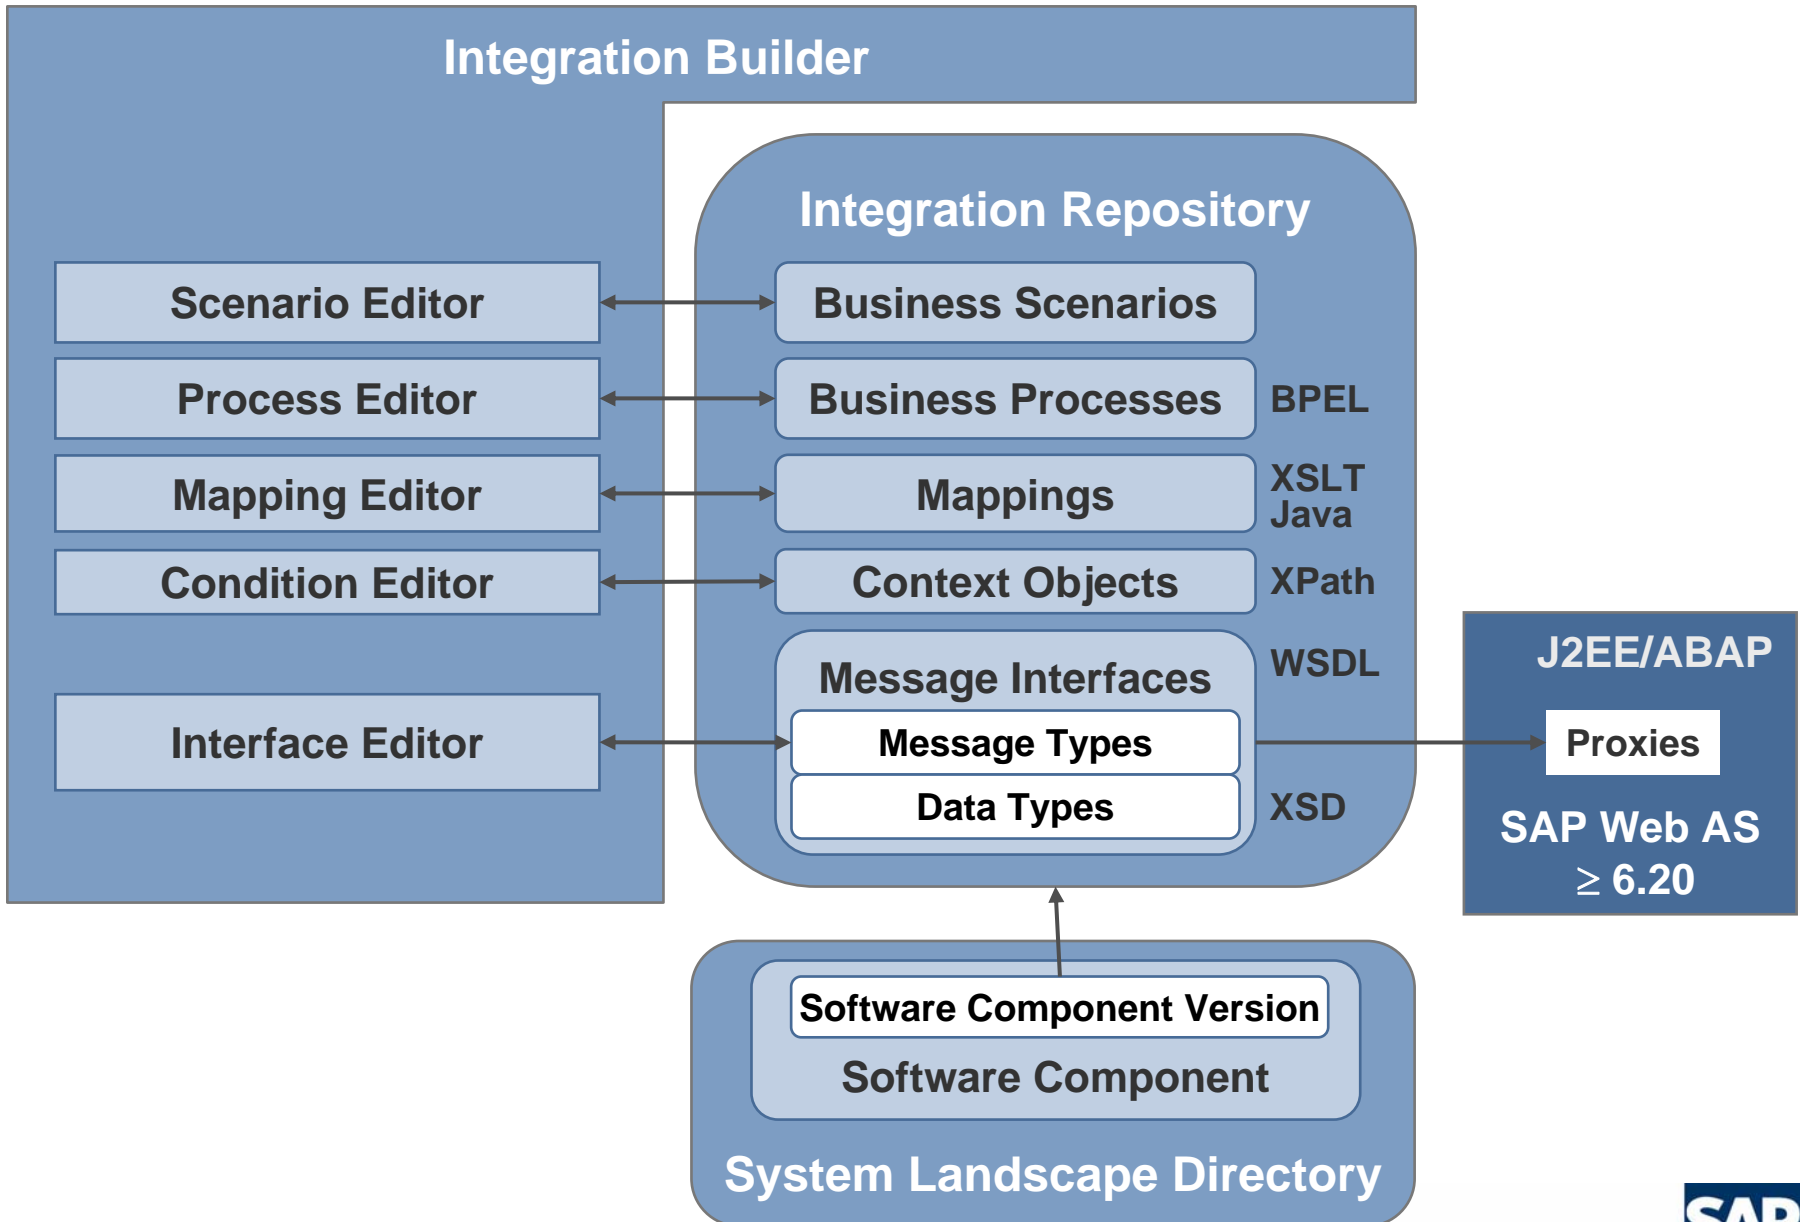 Integration Builder
Integration Repository
Scenario Editor
Business Scenarios
Process Editor
Business Processes
BPEL
Mapping Editor
Mappings
XSLT
Java
Condition Editor
Context Objects
XPath
Message Interfaces
WSDL
Interface Editor
Message Types
Data Types
XSD
J2EE/ABAP
Proxies
SAP Web AS
≥ 6.20
Software Component Version
Software Component
System Landscape Directory
SAP